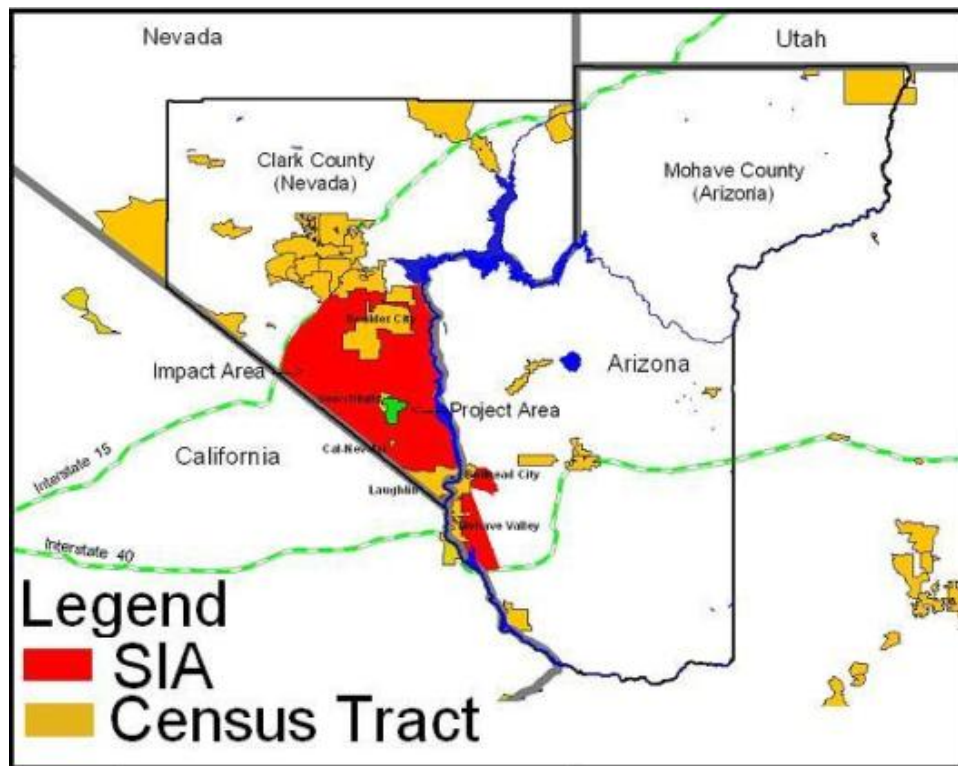 Nevada
Utah
Clark County
(Nevada)
Mohave County
(Arizona)
Boulder City
Impact Area
Arizona
Searchlight
Project Area
California
Cal-Nev-Ari
Bullhead City
Laughlin
Mohave Valley
Interstate 15
Interstate 40
Legend
SIA
Census Tract